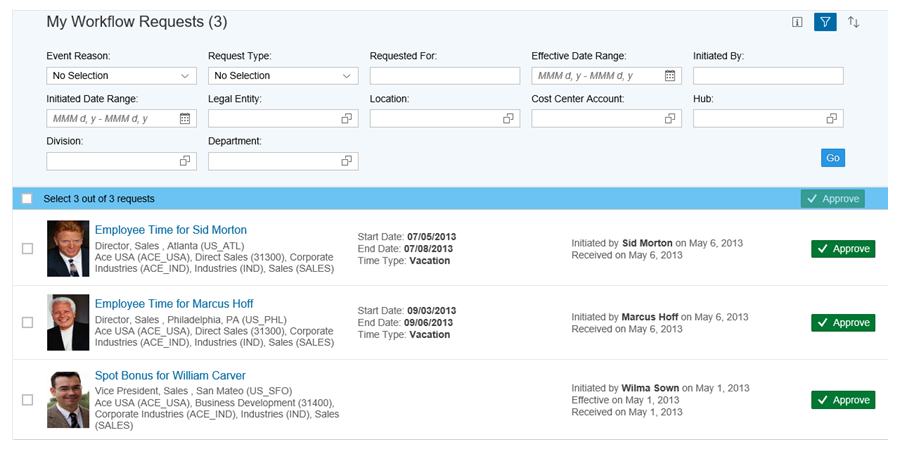 My Workflow Requests (3)
Event Reason: Request Type: Requested For: Effective Date Range: Initiated By:
No Selection No Selection MMM d, y - MMM d, y
Initiated Date Range: Legal Entity: Location: Cost Center Account: Hub:
MMM d, y - MMM d, y
Division: Department:
Go
Select 3 out of 3 requests Approve
Employee Time for Sid Morton
Director, Sales , Atlanta (US_ATL)
Ace USA (ACE_USA), Direct Sales (31300), Corporate
Industries (ACE_IND), Industries (IND), Sales (SALES)
Start Date: 07/05/2013
End Date: 07/08/2013
Time Type: Vacation
Initiated by Sid Morton on May 6, 2013
Received on May 6, 2013
Approve
Employee Time for Marcus Hoff
Director, Sales , Philadelphia, PA (US_PHL)
Ace USA (ACE_USA), Direct Sales (31300), Corporate
Industries (ACE_IND), Industries (IND), Sales (SALES)
Start Date: 09/03/2013
End Date: 09/06/2013
Time Type: Vacation
Initiated by Marcus Hoff on May 6, 2013
Received on May 6, 2013
Approve
Spot Bonus for William Carver
Vice President, Sales , San Mateo (US_SFO)
Ace USA (ACE_USA), Business Development (31400),
Corporate Industries (ACE_IND), Industries (IND), Sales
(SALES)
Initiated by Wilma Sown on May 1, 2013
Effective on May 1, 2013
Received on May 1, 2013
Approve